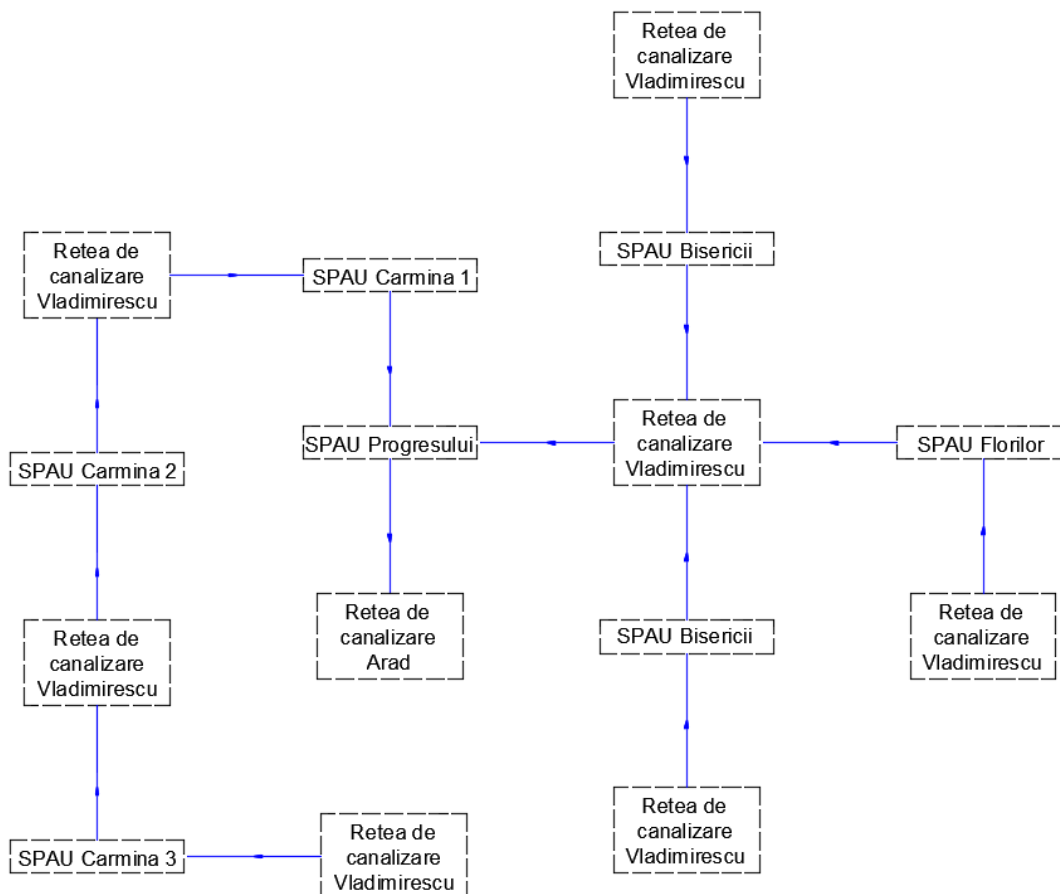 Retea de
canalizare
Vladimirescu
SPAU Bisericii
Retea de
canalizare
Vladimirescu
SPAU Carmina 1
Retea de
canalizare
Vladimirescu
SPAU Progresului
SPAU Florilor
SPAU Carmina 2
Retea de
canalizare
Arad
Retea de
canalizare
Vladimirescu
Retea de
canalizare
Vladimirescu
SPAU Bisericii
Retea de
canalizare
Vladimirescu
SPAU Carmina 3
Retea de
canalizare
Vladimirescu